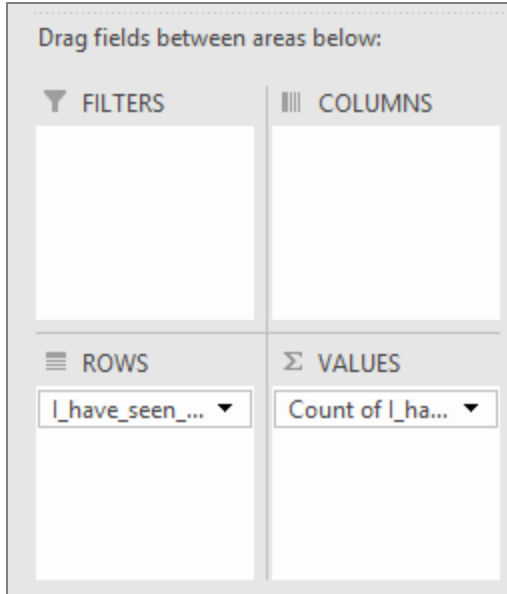 Drag fields between areas below:
FILTERS
COLUMNS
ROWS
Σ VALUES
I_have_seen_...
Count of I_ha...